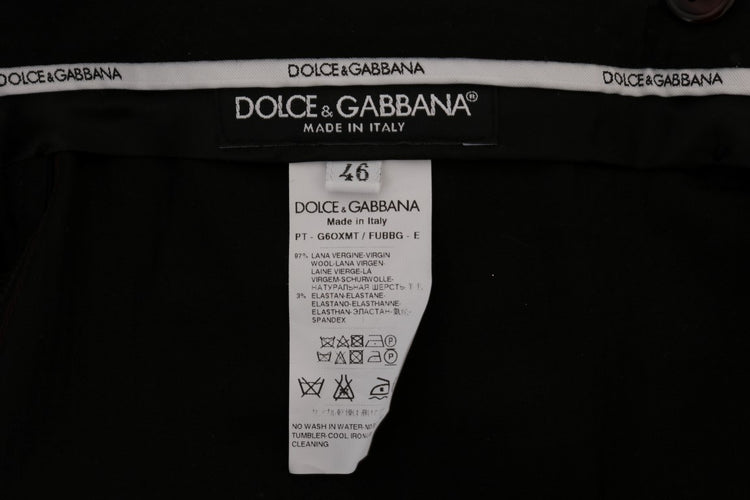 DOLCE&GABBANA DOLCE&GABBANA DOLCE&GABBANA
DOLCE&GABBANA®
MADE IN ITALY
46
DOLCE&GABBANA
Made in Italy
PT - G6OXMT / FUBBG - E
97% LANA VERGINE-VIRGIN
WOOL-LANA VIRGEN-
LAINE VIERGE-LA
VIRGEM-SCHURWOLLE-
НАТУРАЛЬНАЯ ШЕРСТЬ
3% ELASTAN-ELASTANE-
ELASTANO-ELASTHANNE-
ELASTHAN-ЭЛАСТАН-
SPANDEX
NO WASH IN WATER-
TUMBLER-COOL IRON
CLEANING